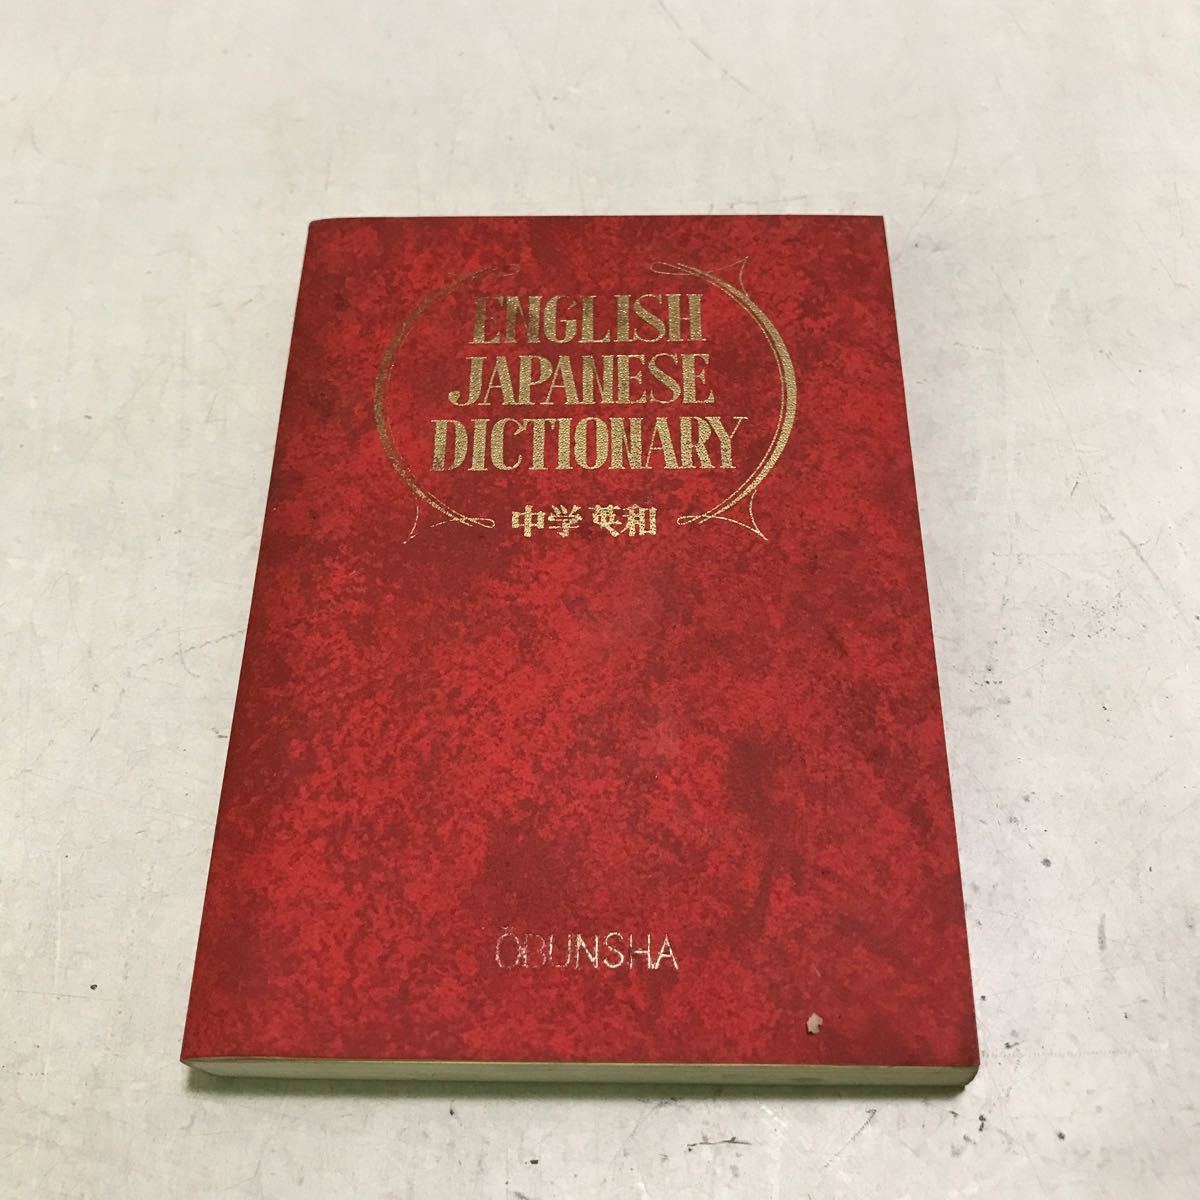 ENGLISH
JAPANESE
DICTIONARY
中学 英和
ŌBUNSHA